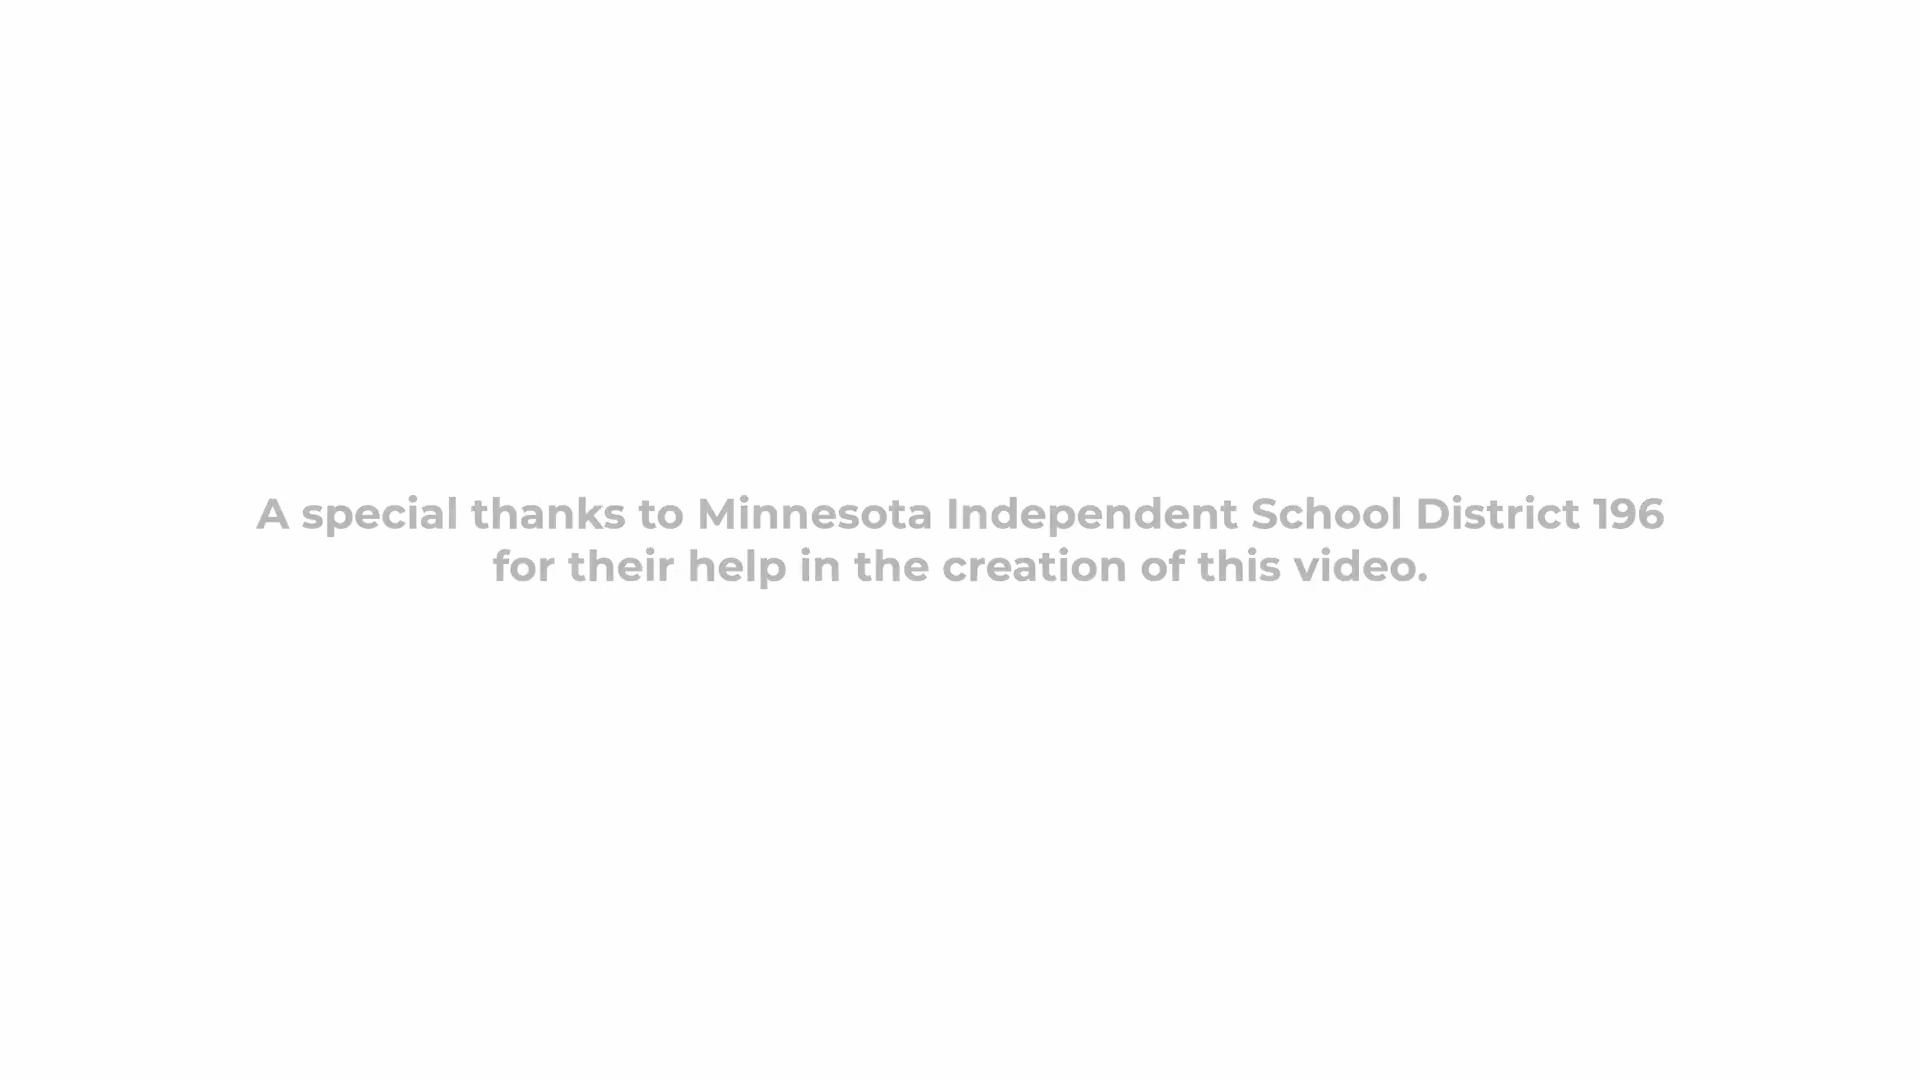 A special thanks to Minnesota Independent School District 196
for their help in the creation of this video.